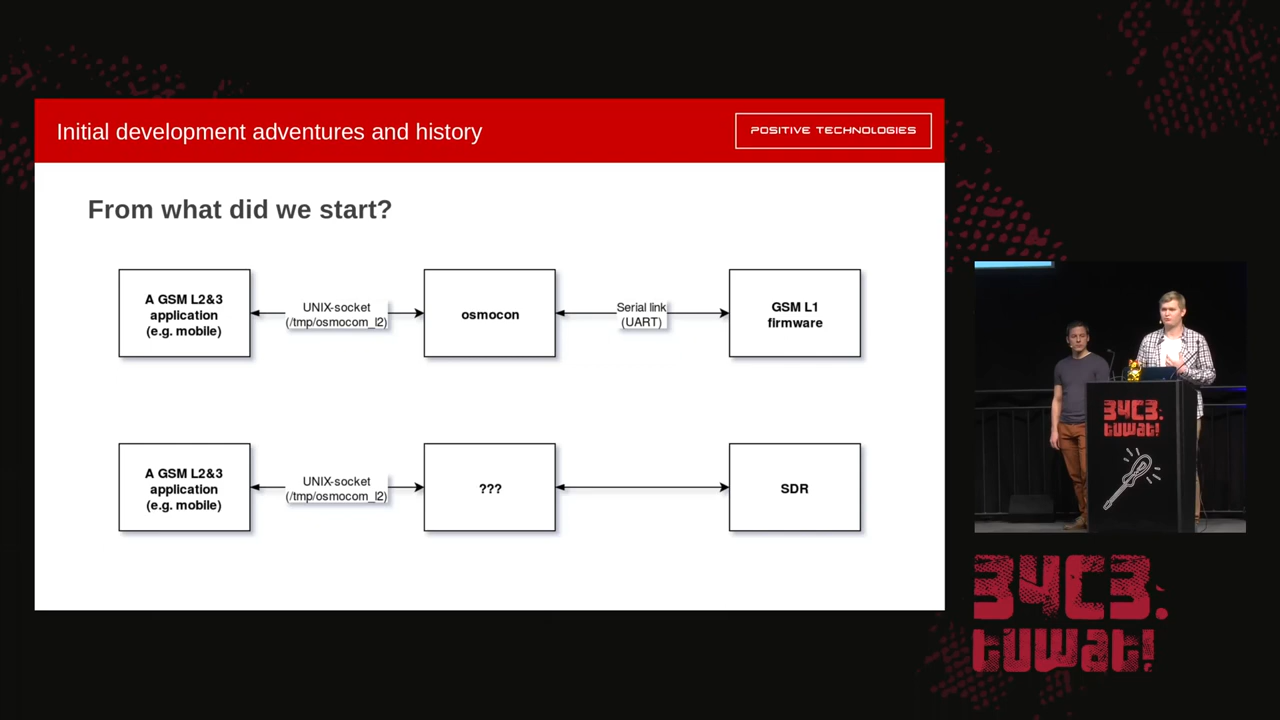 Initial development adventures and history
POSITIVE TECHNOLOGIES
From what did we start?
A GSM L2&3
application
(e.g. mobile)
UNIX-socket
(/tmp/osmocom_l2)
osmocon
Serial link
(UART)
GSM L1
firmware
A GSM L2&3
application
(e.g. mobile)
UNIX-socket
(/tmp/osmocom_l2)
???
SDR
34C3.
tuwat!
34C3.
tuwat!